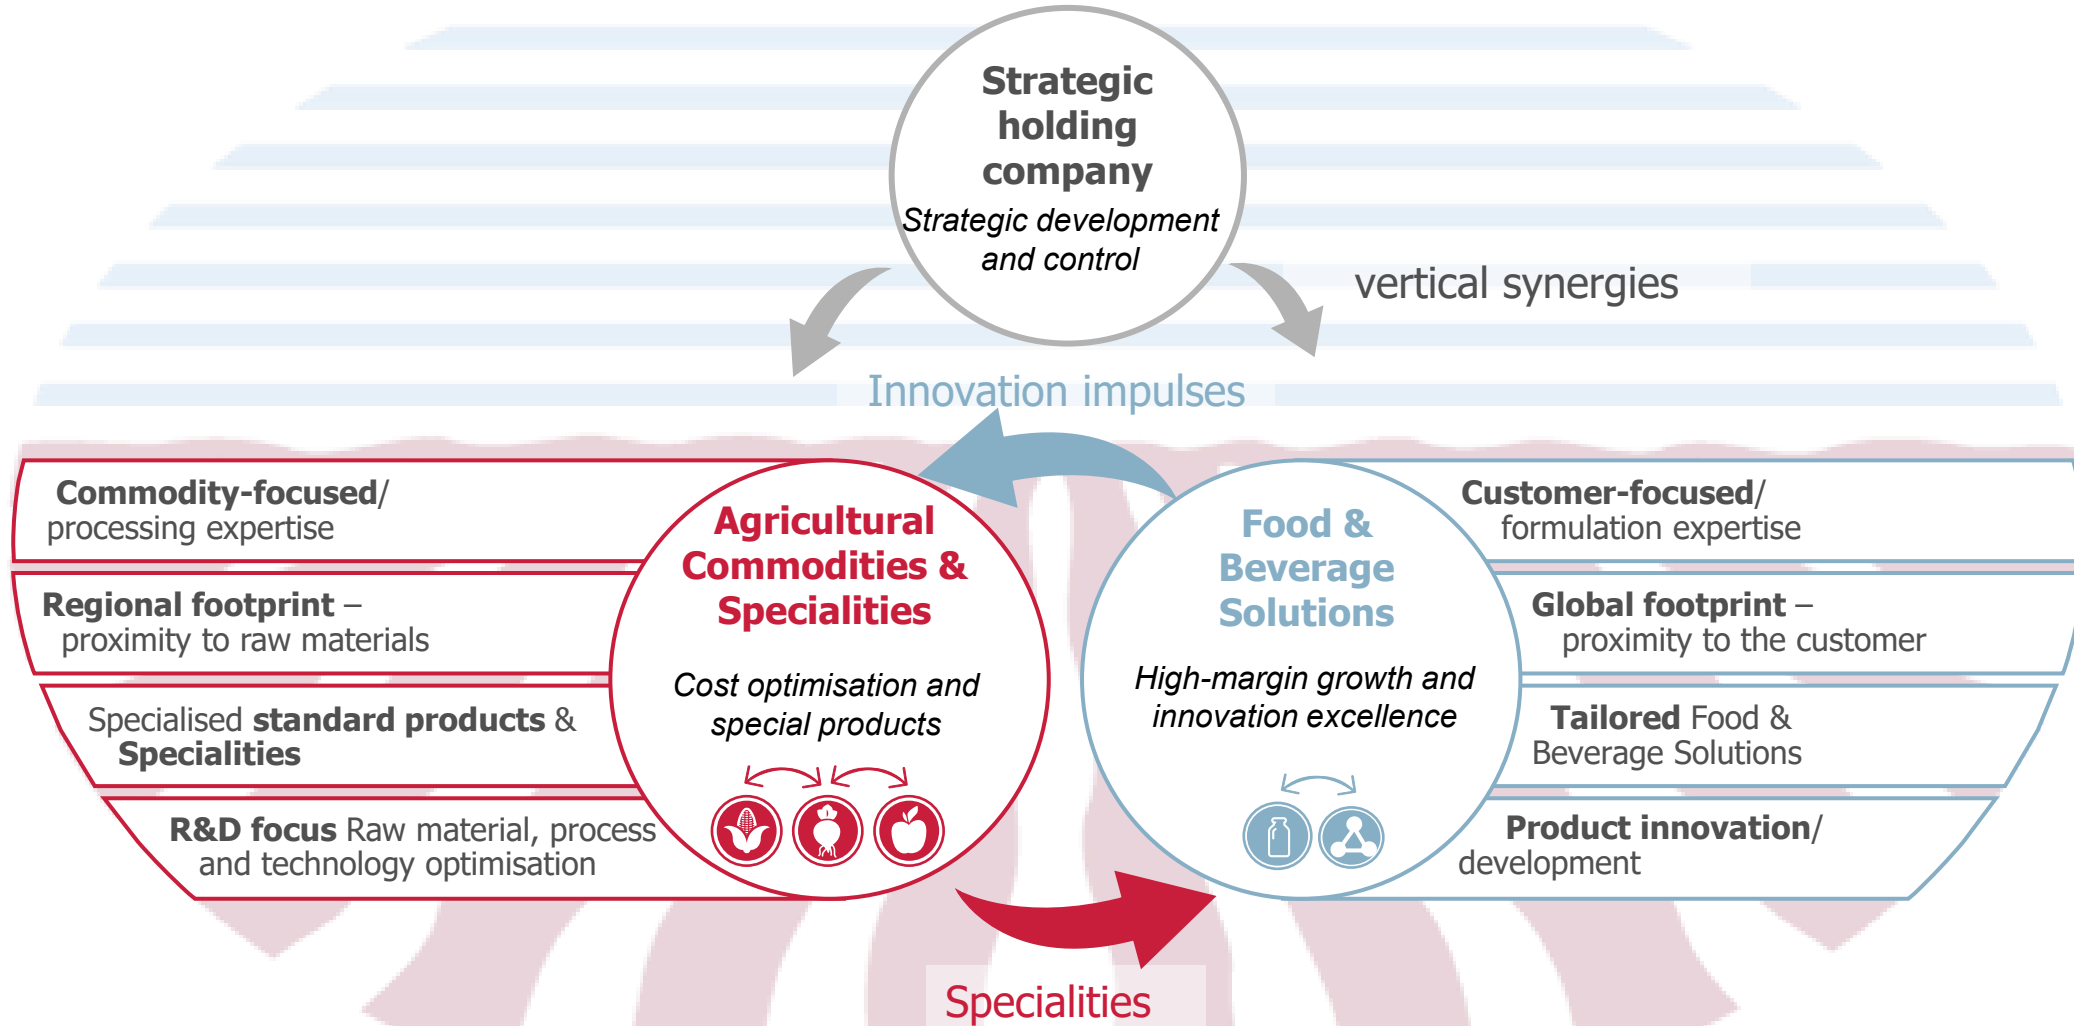 Strategic
holding
company
Strategic development
and control
vertical synergies
Innovation impulses
Commodity-focused/
processing expertise
Regional footprint –
proximity to raw materials
Specialised standard products &
Specialities
R&D focus Raw material, process
and technology optimisation
Agricultural
Commodities &
Specialities
Cost optimisation and
special products
Food &
Beverage
Solutions
High-margin growth and
innovation excellence
Customer-focused/
formulation expertise
Global footprint –
proximity to the customer
Tailored Food &
Beverage Solutions
Product innovation/
development
Specialities